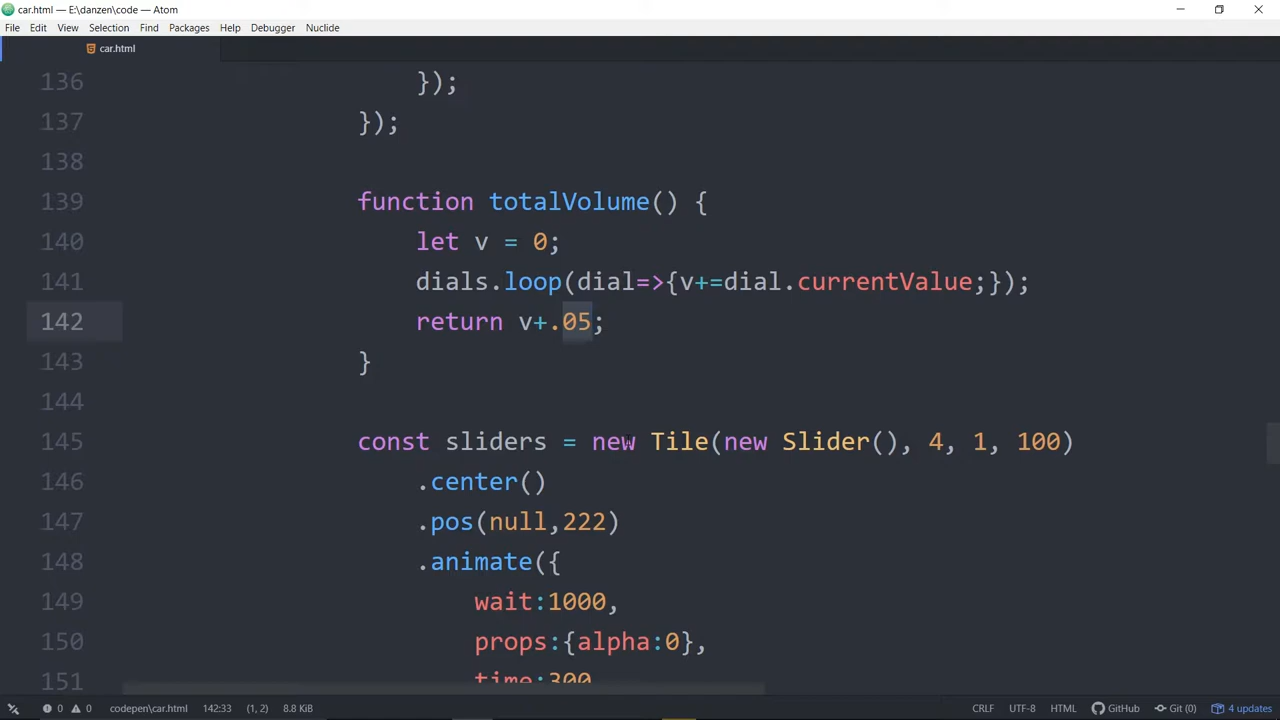 car.html — E:\danzen\code — Atom
File Edit View Selection Find Packages Help Debugger Nuclide
car.html
136 });
137 });
138
139 function totalVolume() {
140 let v = 0;
141 dials.loop(dial=>{v+=dial.currentValue;});
142 return v+.05;
143 }
144
145 const sliders = new Tile(new Slider(), 4, 1, 100)
146 .center()
147 .pos(null,222)
148 .animate({
149 wait:1000,
150 props:{alpha:0},
151 time:300
0 0 codepen\car.html 142:33 (1, 2) 8.8 KiB CRLF UTF-8 HTML GitHub Git (0) 4 updates